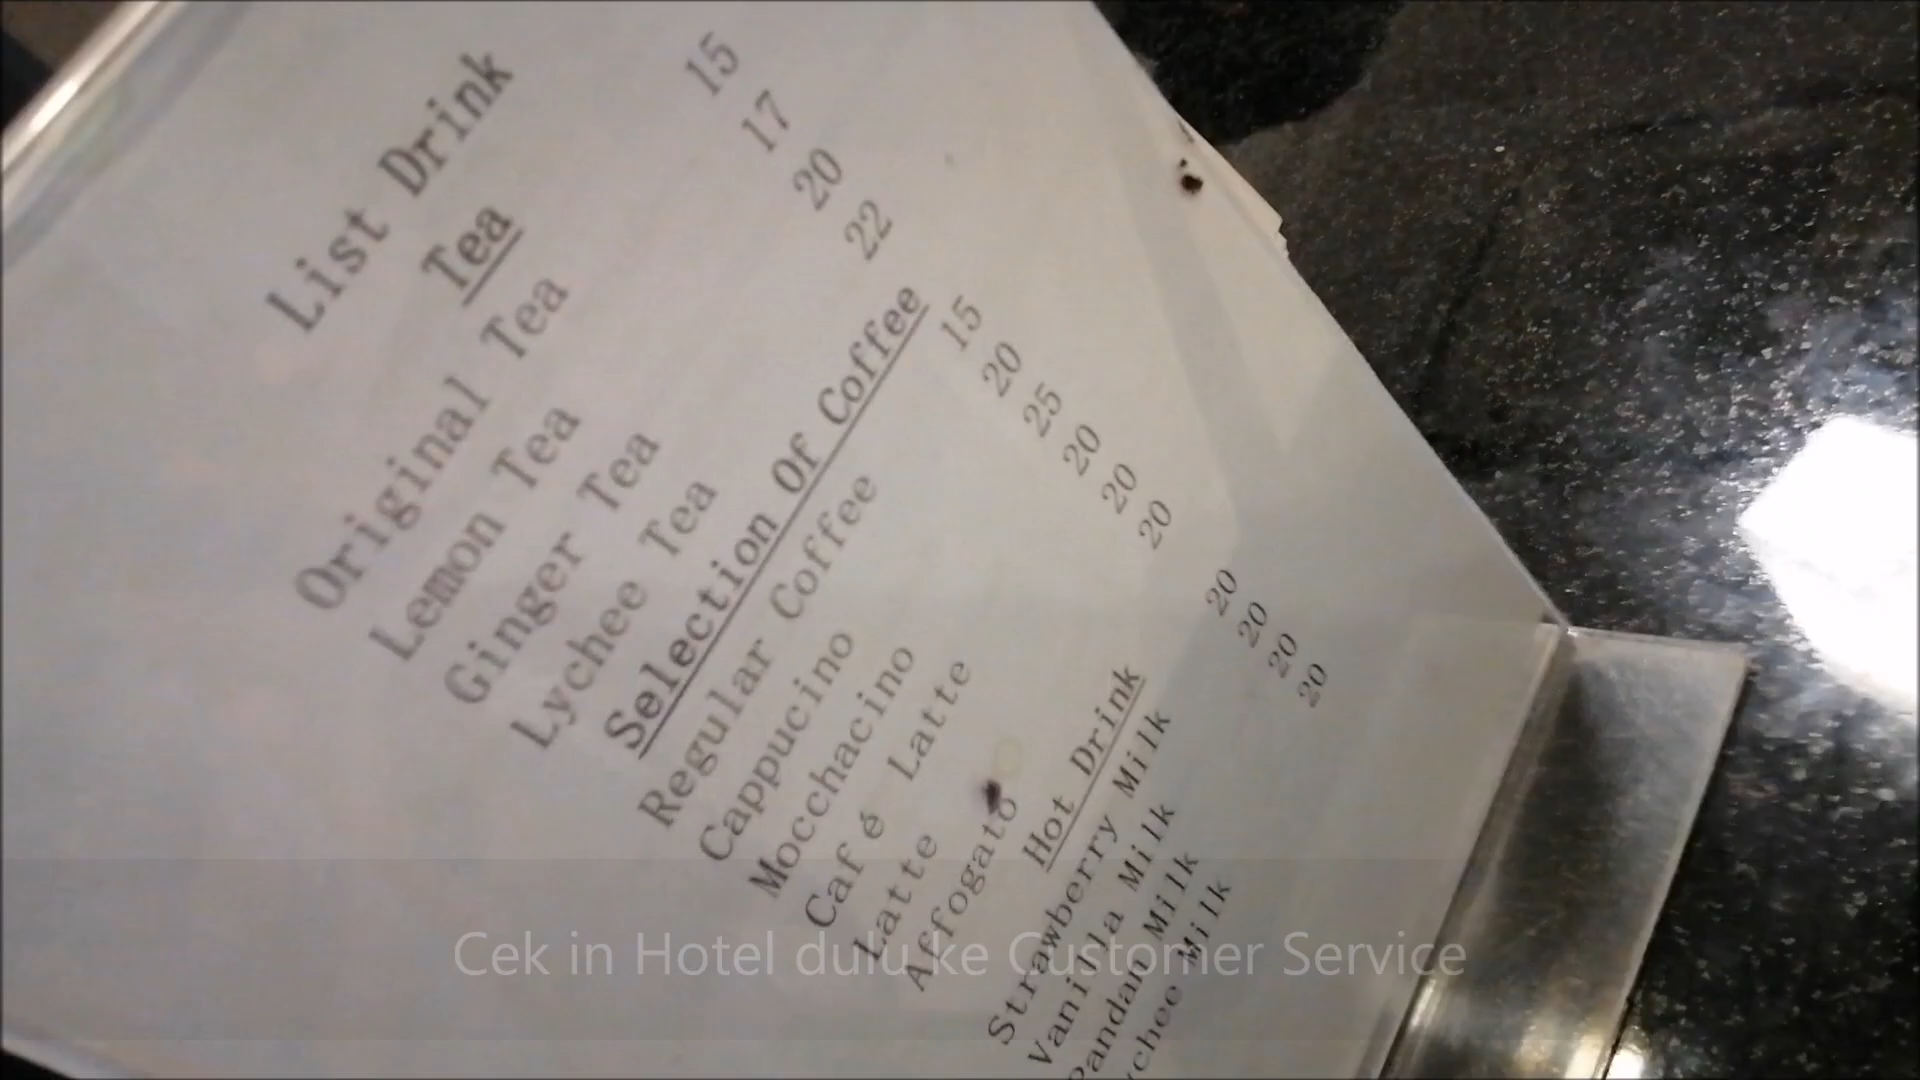 List Drink
Tea
Original Tea 15
Lemon Tea 17
Ginger Tea 20
Lychee Tea 22
Selection Of Coffee
Regular Coffee 15
Cappucino 20
Mocchacino 25
Café Latte 20
Latte 20
Affogato 20
Hot Drink
Strawberry Milk 20
Vanilla Milk 20
Pandan Milk 20
ychee Milk 20
Cek in Hotel dulu ke Customer Service